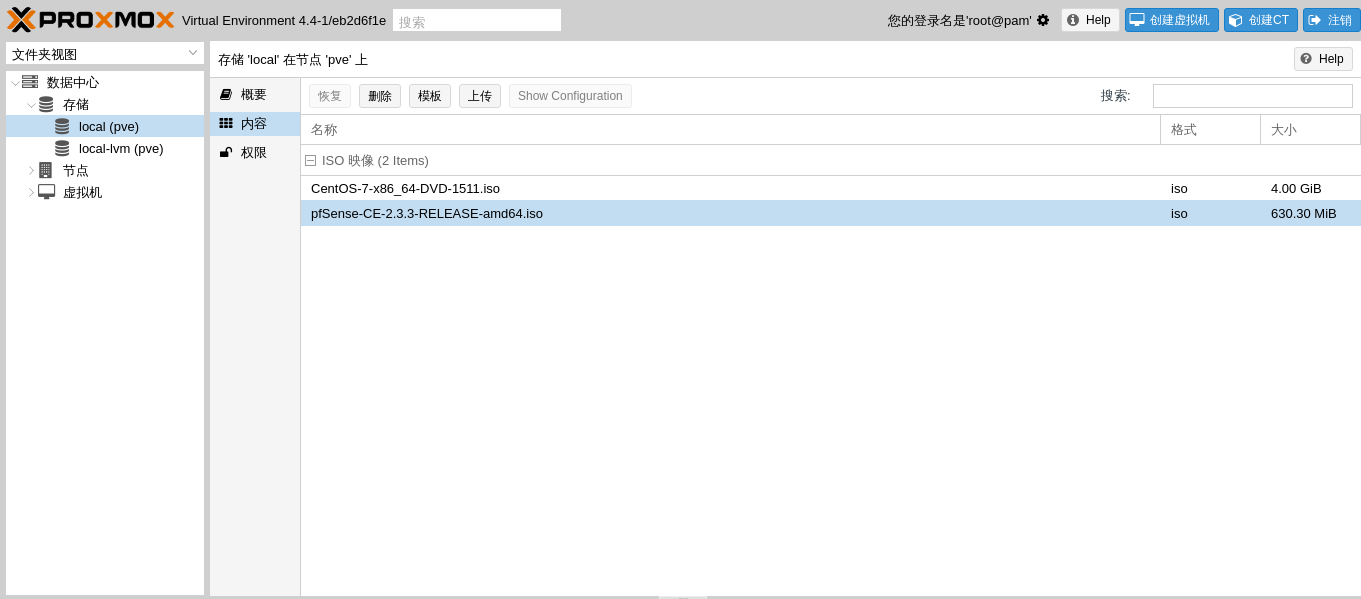 PROXMOX Virtual Environment 4.4-1/eb2d6f1e 搜索 您的登录名是'root@pam' Help 创建虚拟机 创建CT 注销
文件夹视图
数据中心
存储
local (pve)
local-lvm (pve)
节点
虚拟机
存储 'local' 在节点 'pve' 上 Help
概要
内容
权限
恢复 删除 模板 上传 Show Configuration 搜索:
名称 格式 大小
ISO 映像 (2 Items)
CentOS-7-x86_64-DVD-1511.iso iso 4.00 GiB
pfSense-CE-2.3.3-RELEASE-amd64.iso iso 630.30 MiB